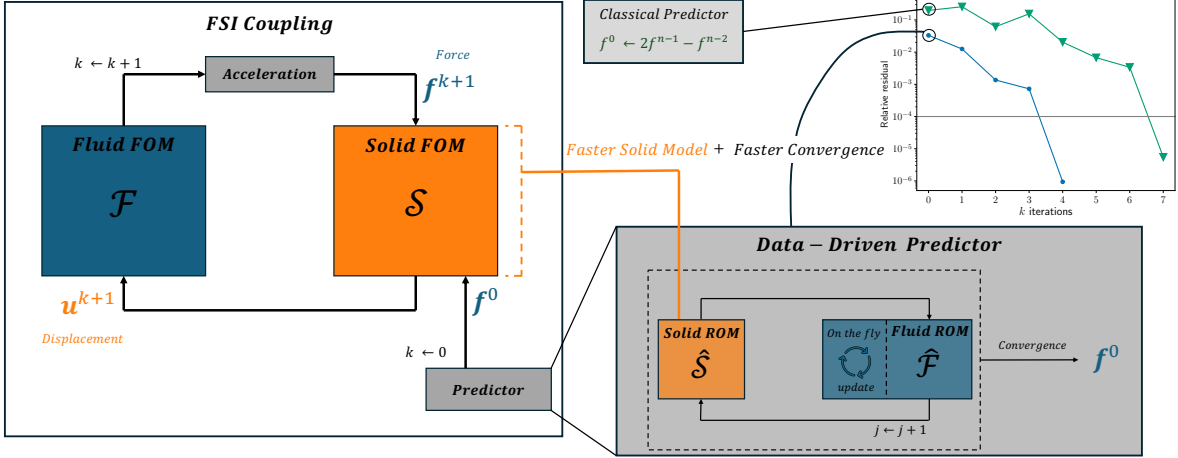 FSI Coupling
k ← k + 1
Acceleration
Force
f^{k+1}
Fluid FOM
ℱ
Solid FOM
𝒮
u^{k+1}
Displacement
f^0
k ← 0
Predictor
Classical Predictor
f^0 ← 2f^{n−1} − f^{n−2}
Faster Solid Model + Faster Convergence
Relative residual
10^{−1}
10^{−2}
10^{−3}
10^{−4}
10^{−5}
10^{−6}
0 1 2 3 4 5 6 7
k iterations
Data − Driven Predictor
Solid ROM
𝒮̂
On the fly
update
Fluid ROM
ℱ̂
j ← j + 1
Convergence
f^0